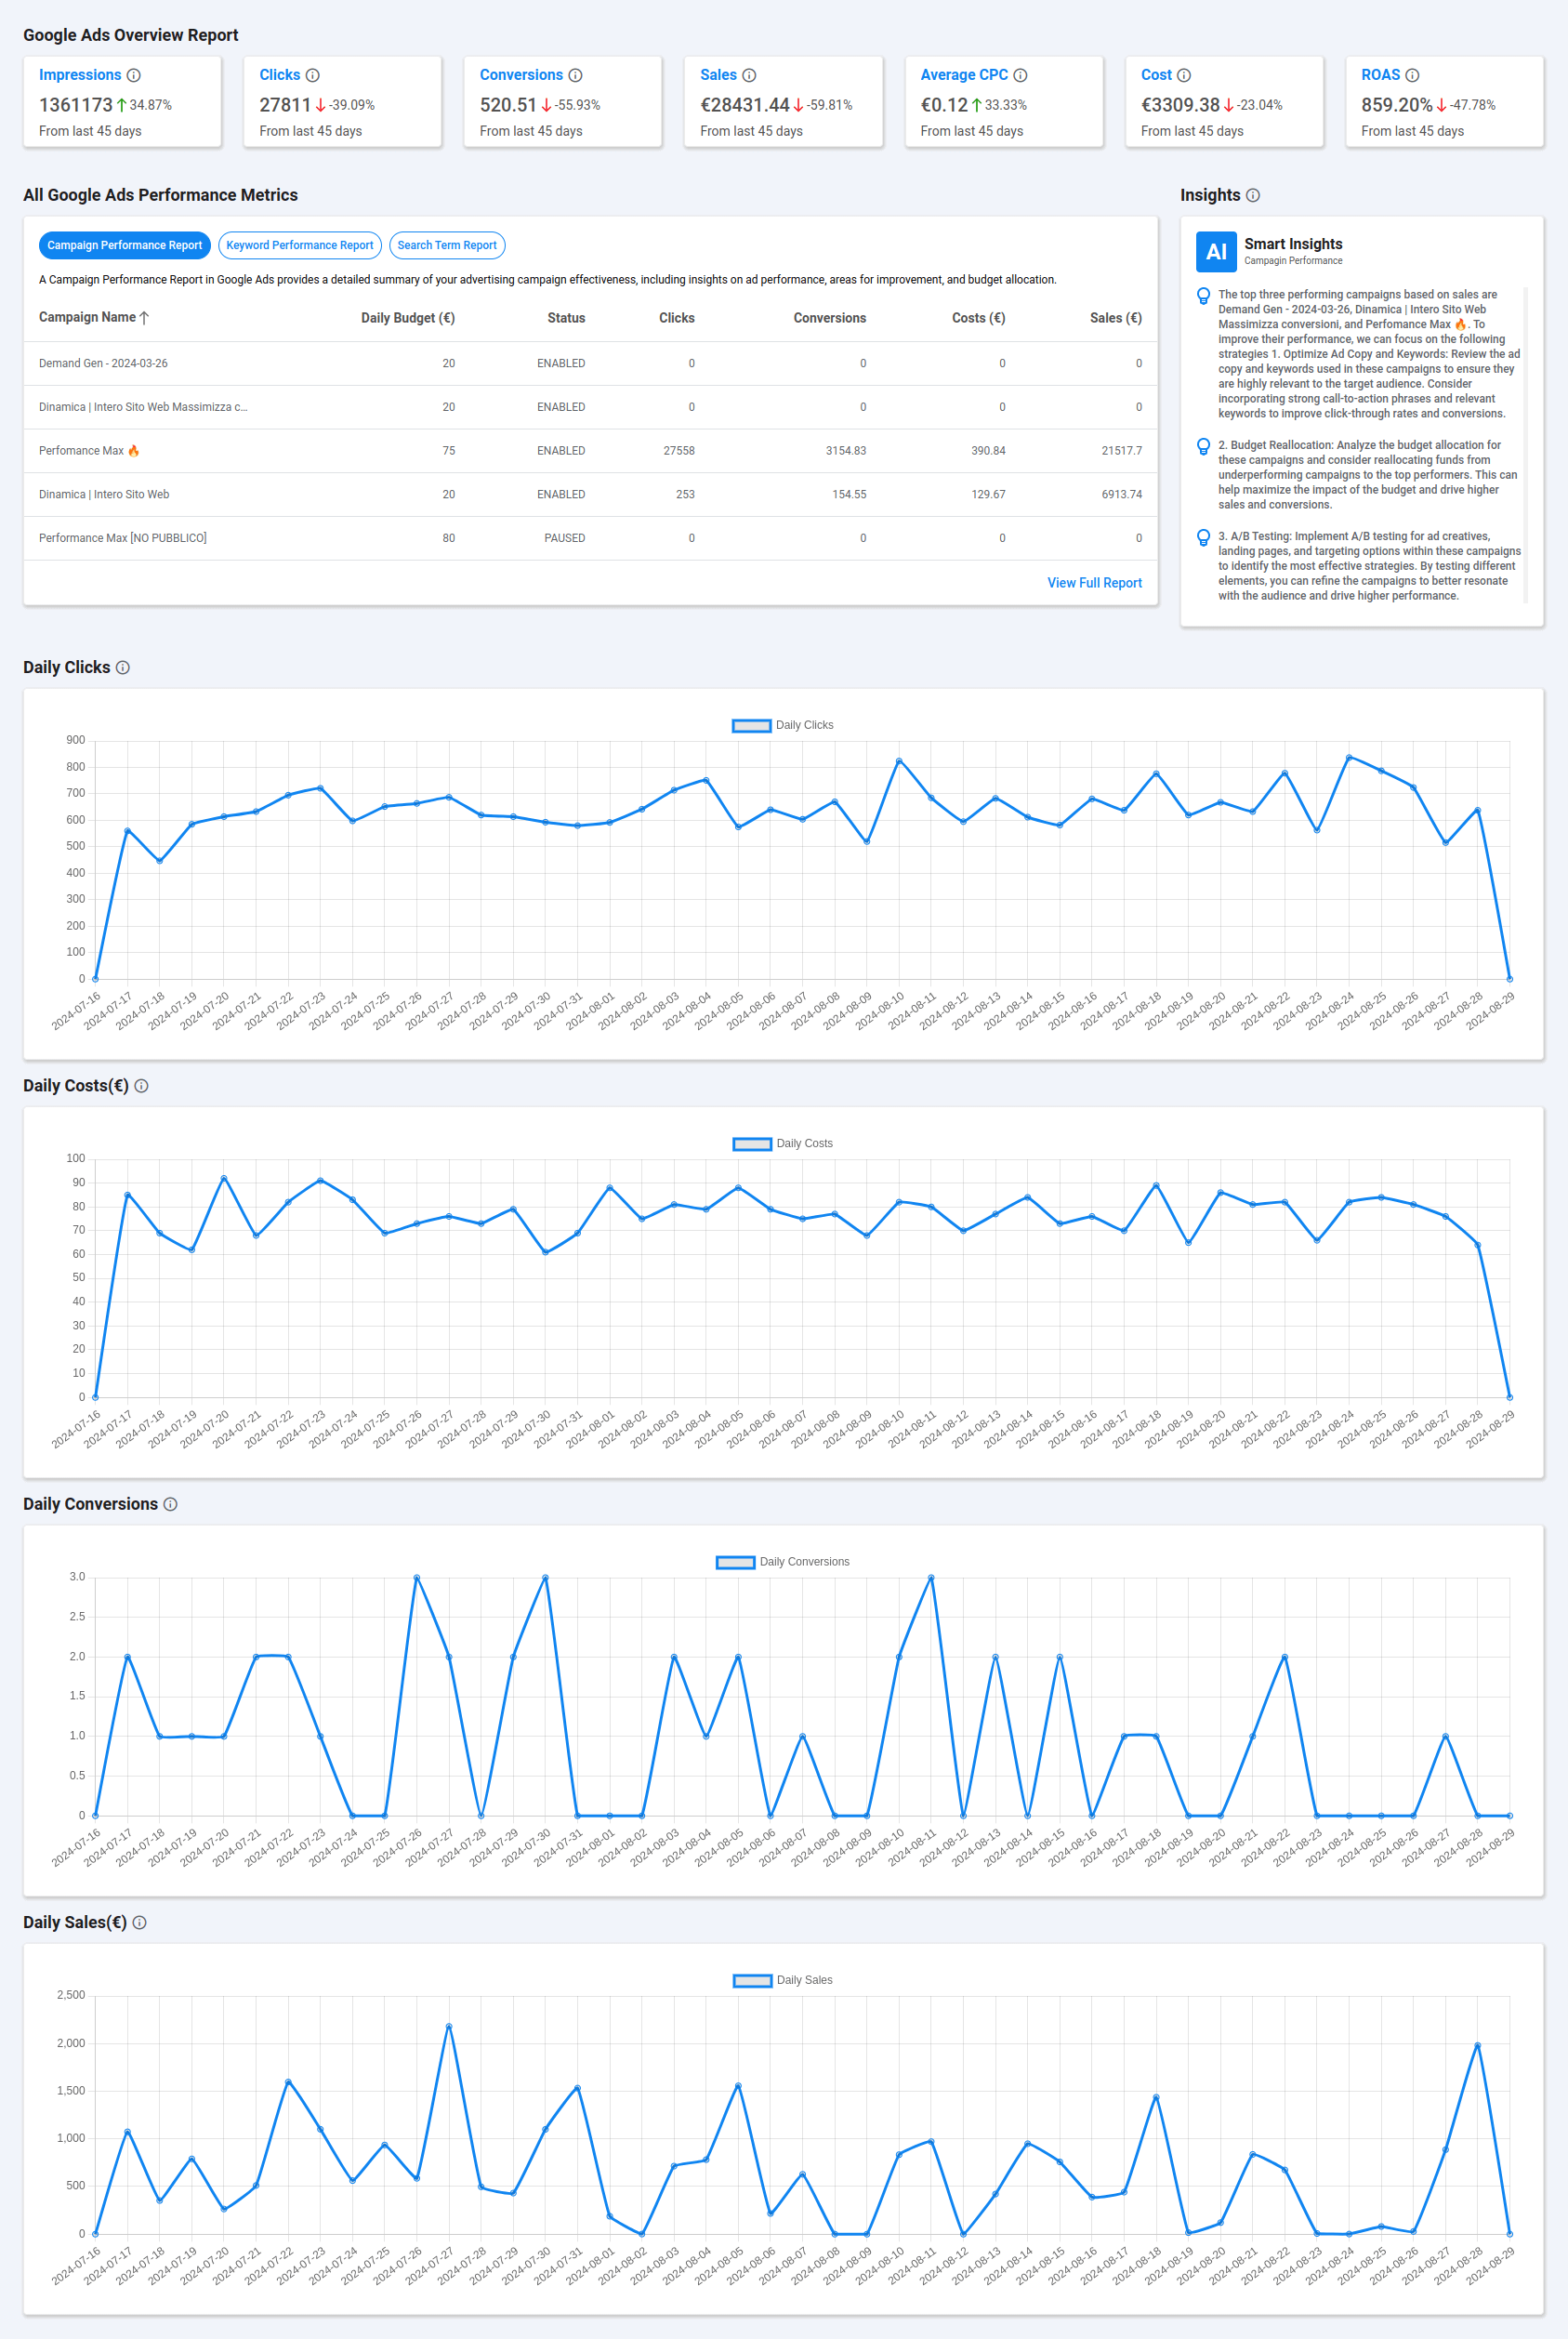 Google Ads Overview Report
Impressions
1361173 34.87%
From last 45 days
Clicks
27811 -39.09%
From last 45 days
Conversions
520.51 -55.93%
From last 45 days
Sales
€28431.44 -59.81%
From last 45 days
Average CPC
€0.12 33.33%
From last 45 days
Cost
€3309.38 -23.04%
From last 45 days
ROAS
859.20% -47.78%
From last 45 days
All Google Ads Performance Metrics
Campaign Performance Report Keyword Performance Report Search Term Report
A Campaign Performance Report in Google Ads provides a detailed summary of your advertising campaign effectiveness, including insights on ad performance, areas for improvement, and budget allocation.
Campaign Name Daily Budget (€) Status Clicks Conversions Costs (€) Sales (€)
Demand Gen - 2024-03-26 20 ENABLED 0 0 0 0
Dinamica | Intero Sito Web Massimizza c... 20 ENABLED 0 0 0 0
Perfomance Max 🔥 75 ENABLED 27558 3154.83 390.84 21517.7
Dinamica | Intero Sito Web 20 ENABLED 253 154.55 129.67 6913.74
Performance Max [NO PUBBLICO] 80 PAUSED 0 0 0 0
View Full Report
Insights
AI
Smart Insights
Campagin Performance
The top three performing campaigns based on sales are
Demand Gen - 2024-03-26, Dinamica | Intero Sito Web
Massimizza conversioni, and Perfomance Max 🔥. To
improve their performance, we can focus on the following
strategies 1. Optimize Ad Copy and Keywords: Review the ad
copy and keywords used in these campaigns to ensure they
are highly relevant to the target audience. Consider
incorporating strong call-to-action phrases and relevant
keywords to improve click-through rates and conversions.
2. Budget Reallocation: Analyze the budget allocation for
these campaigns and consider reallocating funds from
underperforming campaigns to the top performers. This can
help maximize the impact of the budget and drive higher
sales and conversions.
3. A/B Testing: Implement A/B testing for ad creatives,
landing pages, and targeting options within these campaigns
to identify the most effective strategies. By testing different
elements, you can refine the campaigns to better resonate
with the audience and drive higher performance.
Daily Clicks
Daily Clicks
900
800
700
600
500
400
300
200
100
0
2024-07-16 2024-07-17 2024-07-18 2024-07-19 2024-07-20 2024-07-21 2024-07-22 2024-07-23 2024-07-24 2024-07-25 2024-07-26 2024-07-27 2024-07-28 2024-07-29 2024-07-30 2024-07-31 2024-08-01 2024-08-02 2024-08-03 2024-08-04 2024-08-05 2024-08-06 2024-08-07 2024-08-08 2024-08-09 2024-08-10 2024-08-11 2024-08-12 2024-08-13 2024-08-14 2024-08-15 2024-08-16 2024-08-17 2024-08-18 2024-08-19 2024-08-20 2024-08-21 2024-08-22 2024-08-23 2024-08-24 2024-08-25 2024-08-26 2024-08-27 2024-08-28 2024-08-29
Daily Costs(€)
Daily Costs
100
90
80
70
60
50
40
30
20
10
0
2024-07-16 2024-07-17 2024-07-18 2024-07-19 2024-07-20 2024-07-21 2024-07-22 2024-07-23 2024-07-24 2024-07-25 2024-07-26 2024-07-27 2024-07-28 2024-07-29 2024-07-30 2024-07-31 2024-08-01 2024-08-02 2024-08-03 2024-08-04 2024-08-05 2024-08-06 2024-08-07 2024-08-08 2024-08-09 2024-08-10 2024-08-11 2024-08-12 2024-08-13 2024-08-14 2024-08-15 2024-08-16 2024-08-17 2024-08-18 2024-08-19 2024-08-20 2024-08-21 2024-08-22 2024-08-23 2024-08-24 2024-08-25 2024-08-26 2024-08-27 2024-08-28 2024-08-29
Daily Conversions
Daily Conversions
3.0
2.5
2.0
1.5
1.0
0.5
0
2024-07-16 2024-07-17 2024-07-18 2024-07-19 2024-07-20 2024-07-21 2024-07-22 2024-07-23 2024-07-24 2024-07-25 2024-07-26 2024-07-27 2024-07-28 2024-07-29 2024-07-30 2024-07-31 2024-08-01 2024-08-02 2024-08-03 2024-08-04 2024-08-05 2024-08-06 2024-08-07 2024-08-08 2024-08-09 2024-08-10 2024-08-11 2024-08-12 2024-08-13 2024-08-14 2024-08-15 2024-08-16 2024-08-17 2024-08-18 2024-08-19 2024-08-20 2024-08-21 2024-08-22 2024-08-23 2024-08-24 2024-08-25 2024-08-26 2024-08-27 2024-08-28 2024-08-29
Daily Sales(€)
Daily Sales
2,500
2,000
1,500
1,000
500
0
2024-07-16 2024-07-17 2024-07-18 2024-07-19 2024-07-20 2024-07-21 2024-07-22 2024-07-23 2024-07-24 2024-07-25 2024-07-26 2024-07-27 2024-07-28 2024-07-29 2024-07-30 2024-07-31 2024-08-01 2024-08-02 2024-08-03 2024-08-04 2024-08-05 2024-08-06 2024-08-07 2024-08-08 2024-08-09 2024-08-10 2024-08-11 2024-08-12 2024-08-13 2024-08-14 2024-08-15 2024-08-16 2024-08-17 2024-08-18 2024-08-19 2024-08-20 2024-08-21 2024-08-22 2024-08-23 2024-08-24 2024-08-25 2024-08-26 2024-08-27 2024-08-28 2024-08-29